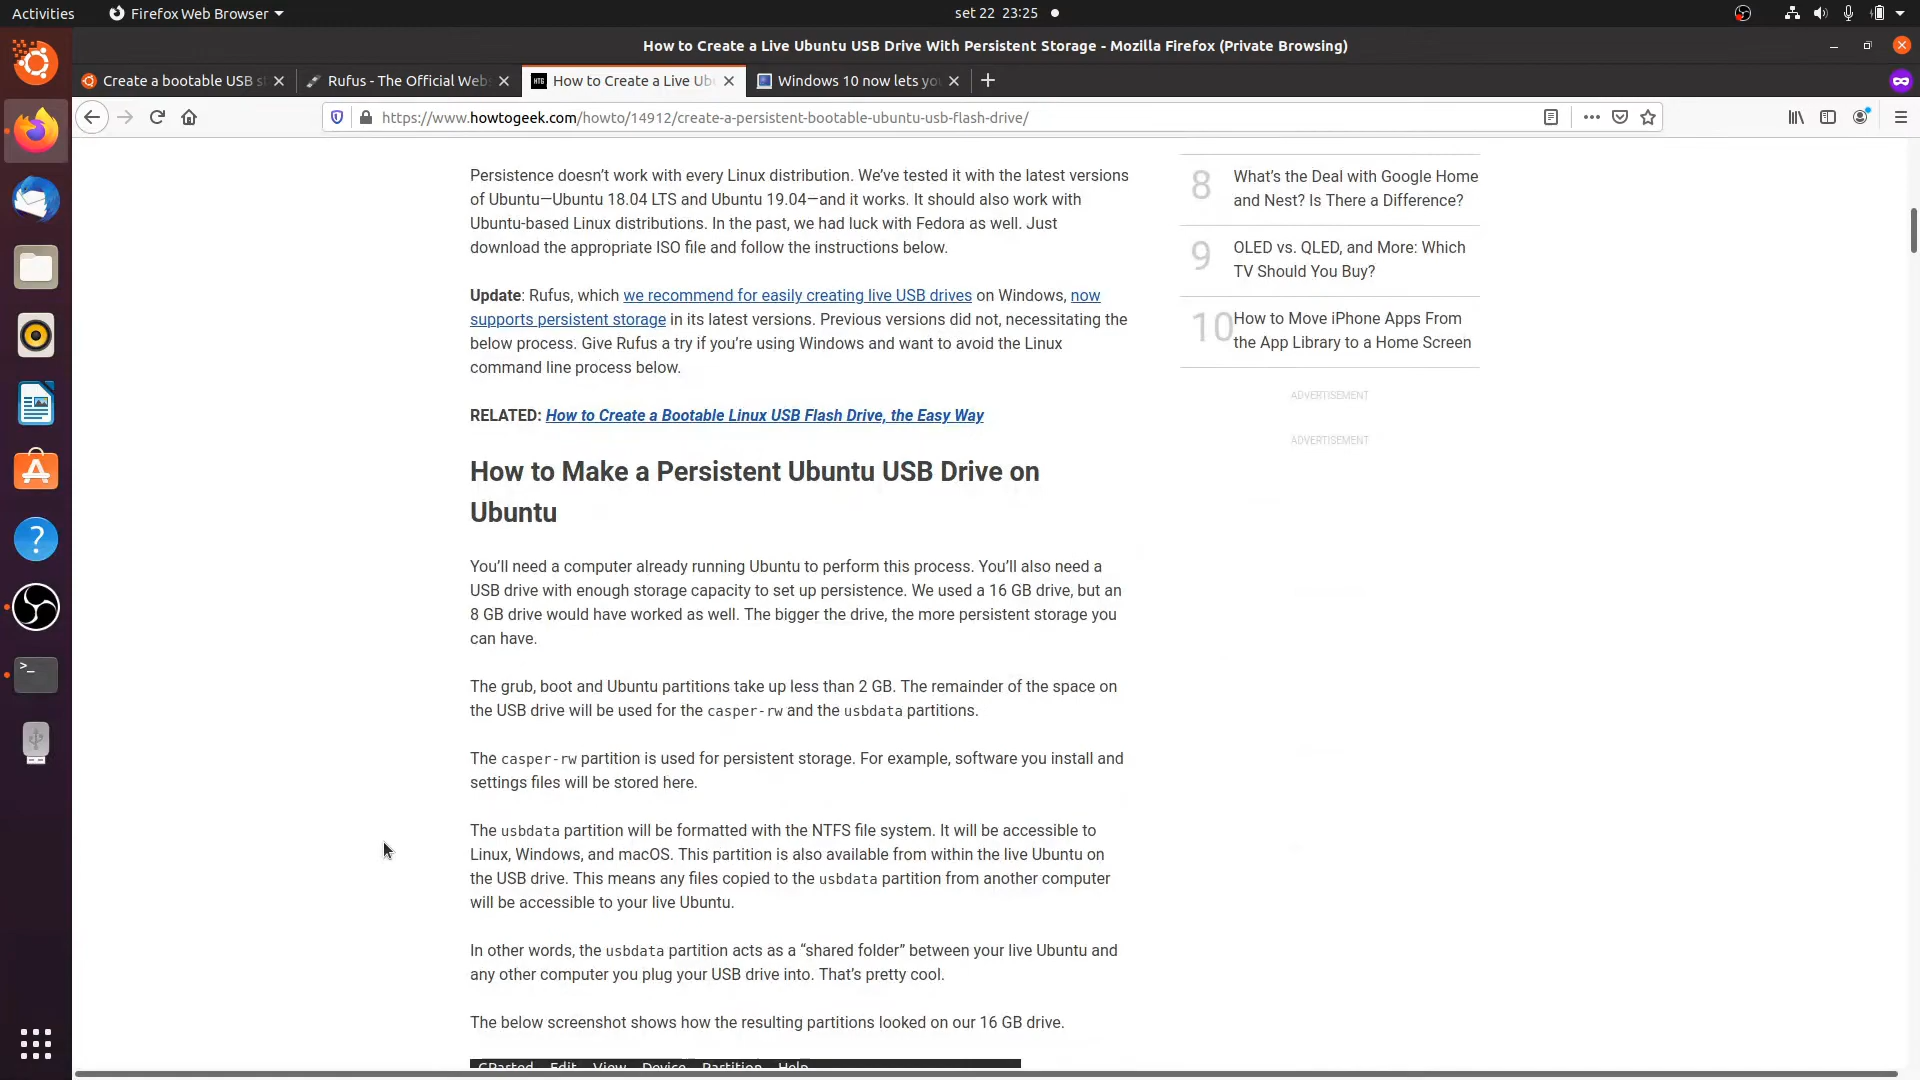 Activities
Firefox Web Browser
set 22 23:25
How to Create a Live Ubuntu USB Drive With Persistent Storage - Mozilla Firefox (Private Browsing)
Create a bootable USB s
Rufus - The Official Web
HTG
How to Create a Live Ub
Windows 10 now lets yo
https://www.howtogeek.com/howto/14912/create-a-persistent-bootable-ubuntu-usb-flash-drive/
Persistence doesn’t work with every Linux distribution. We’ve tested it with the latest versions
of Ubuntu—Ubuntu 18.04 LTS and Ubuntu 19.04—and it works. It should also work with
Ubuntu-based Linux distributions. In the past, we had luck with Fedora as well. Just
download the appropriate ISO file and follow the instructions below.
Update: Rufus, which we recommend for easily creating live USB drives on Windows, now
supports persistent storage in its latest versions. Previous versions did not, necessitating the
below process. Give Rufus a try if you’re using Windows and want to avoid the Linux
command line process below.
RELATED: How to Create a Bootable Linux USB Flash Drive, the Easy Way
How to Make a Persistent Ubuntu USB Drive on
Ubuntu
You’ll need a computer already running Ubuntu to perform this process. You’ll also need a
USB drive with enough storage capacity to set up persistence. We used a 16 GB drive, but an
8 GB drive would have worked as well. The bigger the drive, the more persistent storage you
can have.
The grub, boot and Ubuntu partitions take up less than 2 GB. The remainder of the space on
the USB drive will be used for the casper-rw and the usbdata partitions.
The casper-rw partition is used for persistent storage. For example, software you install and
settings files will be stored here.
The usbdata partition will be formatted with the NTFS file system. It will be accessible to
Linux, Windows, and macOS. This partition is also available from within the live Ubuntu on
the USB drive. This means any files copied to the usbdata partition from another computer
will be accessible to your live Ubuntu.
In other words, the usbdata partition acts as a “shared folder” between your live Ubuntu and
any other computer you plug your USB drive into. That’s pretty cool.
The below screenshot shows how the resulting partitions looked on our 16 GB drive.
GParted Edit View Device Partition Help
8
What’s the Deal with Google Home
and Nest? Is There a Difference?
9
OLED vs. QLED, and More: Which
TV Should You Buy?
10
How to Move iPhone Apps From
the App Library to a Home Screen
ADVERTISEMENT
ADVERTISEMENT